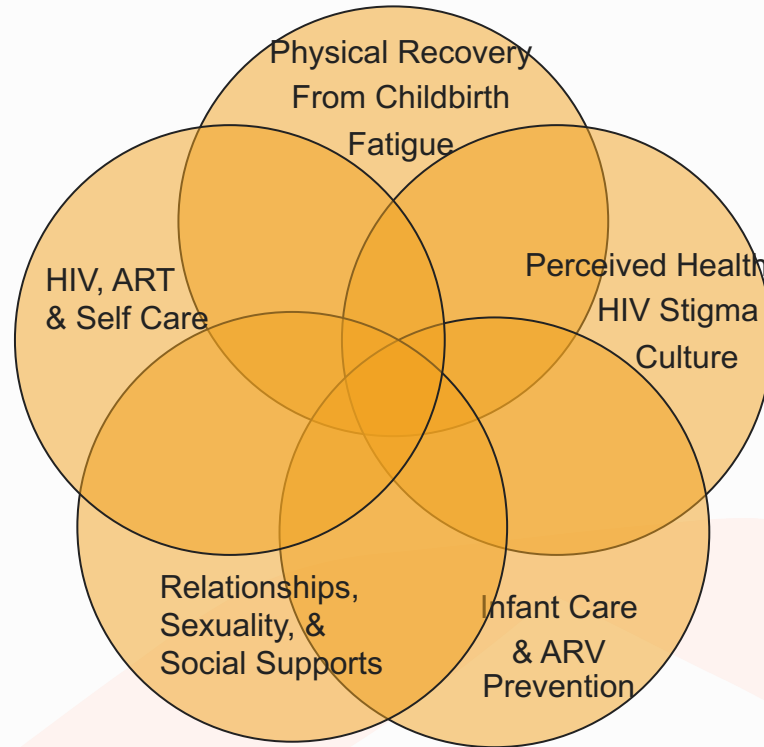 Physical Recovery
From Childbirth
Fatigue
HIV, ART
& Self Care
Perceived Health
HIV Stigma
Culture
Relationships,
Sexuality, &
Social Supports
Infant Care
& ARV
Prevention